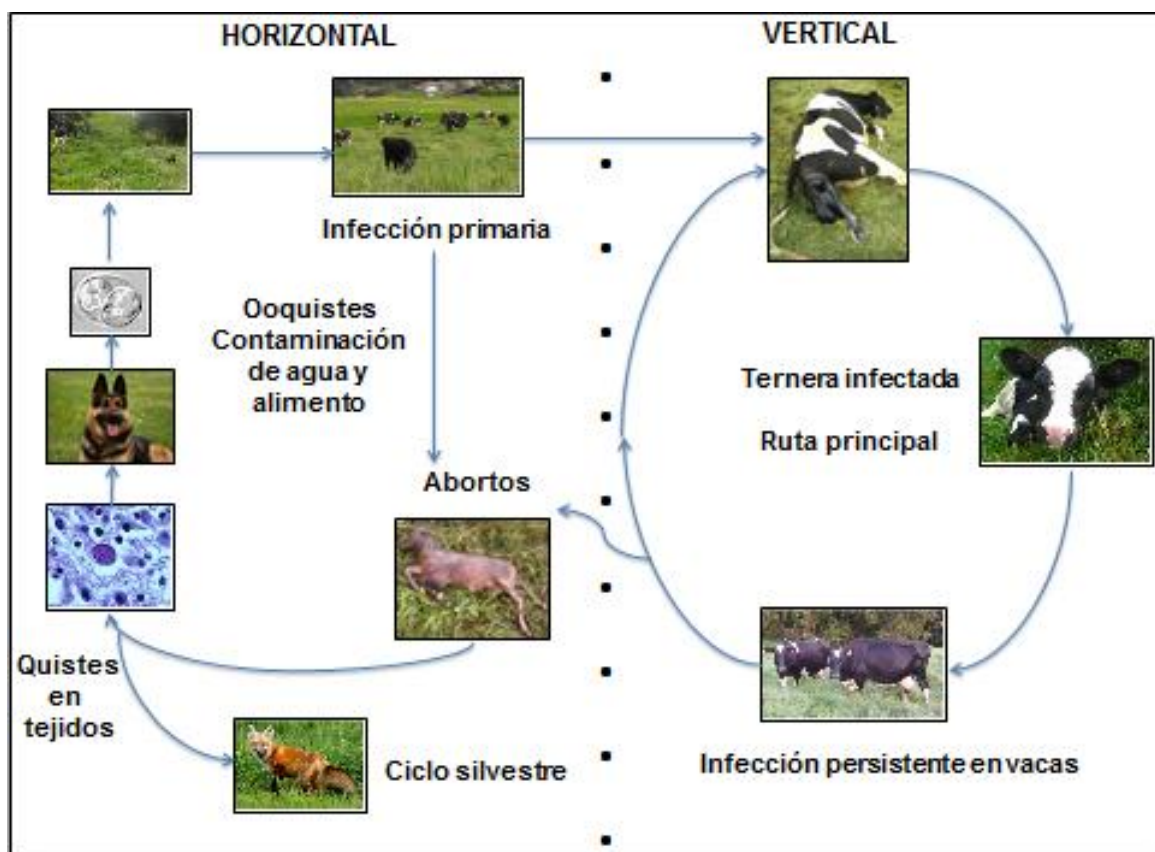 HORIZONTAL
VERTICAL
Infección primaria
Ooquistes
Contaminación
de agua y
alimento
Ternera infectada
Ruta principal
Abortos
Quistes
en
tejidos
Ciclo silvestre
Infección persistente en vacas